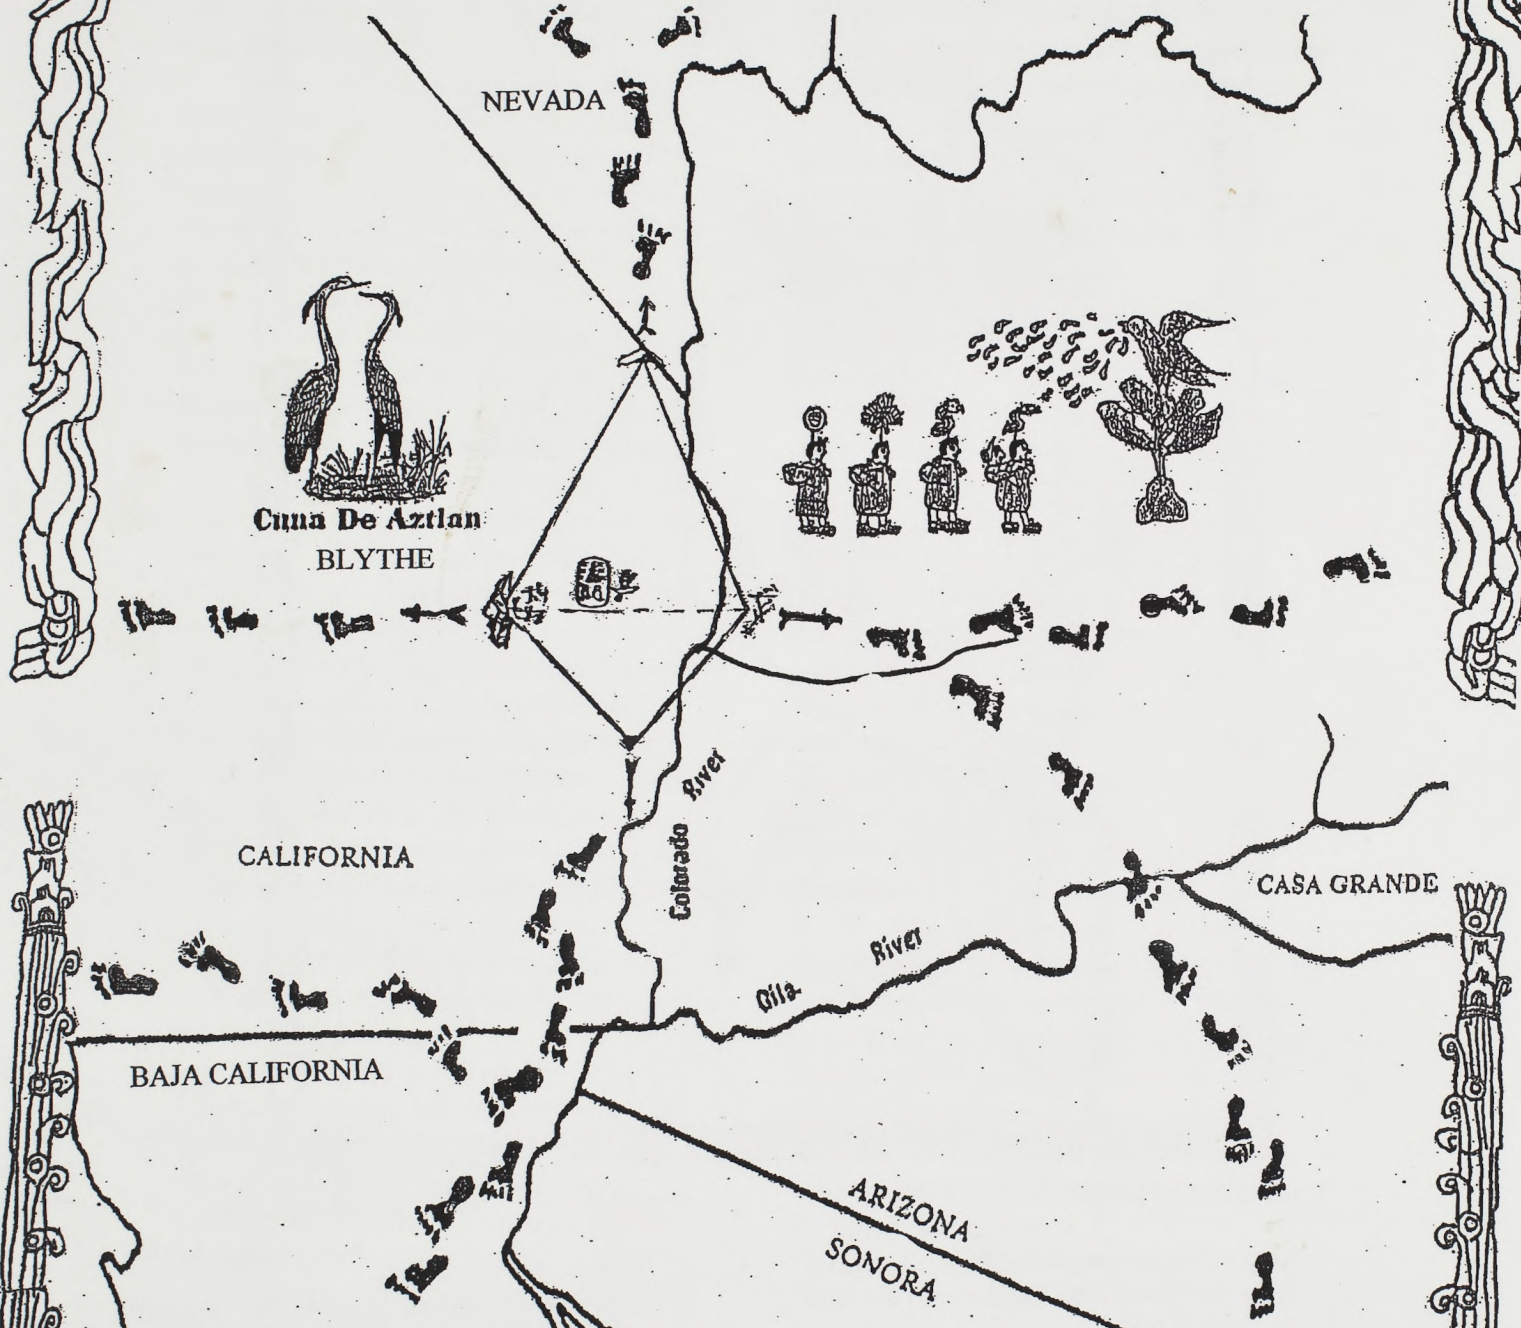 NEVADA
Cuna De Aztlan
BLYTHE
River
Colorado
CALIFORNIA
CASA GRANDE
River
Gila
BAJA CALIFORNIA
ARIZONA
SONORA